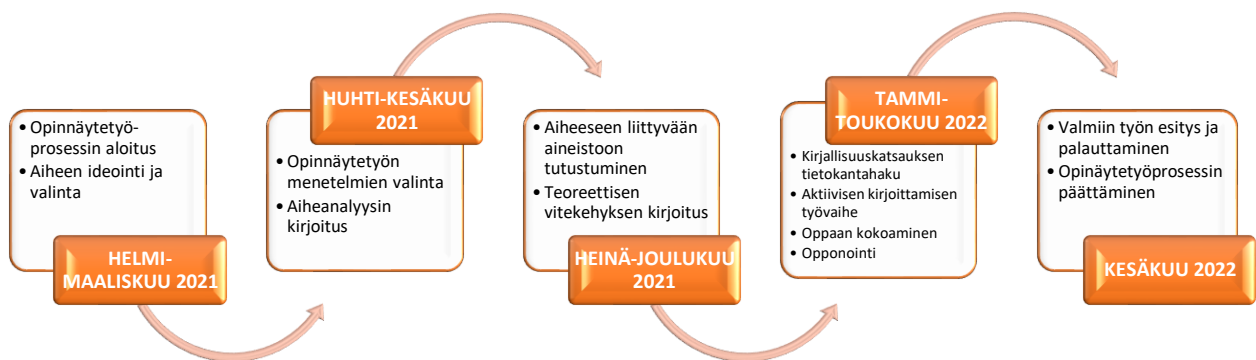 • Opinnäytetyö-
prosessin aloitus
• Aiheen ideointi ja
valinta
HELMI-
MAALISKUU 2021
HUHTI-KESÄKUU
2021
• Opinnäytetyön
menetelmien valinta
• Aiheanalyysin
kirjoitus
• Aiheeseen liittyvään
aineistoon
tutustuminen
• Teoreettisen
vitekehyksen kirjoitus
HEINÄ-JOULUKUU
2021
TAMMI-
TOUKOKUU 2022
• Kirjallisuuskatsauksen
tietokantahaku
• Aktiivisen kirjoittamisen
työvaihe
• Oppaan kokoaminen
• Opponointi
• Valmiin työn esitys ja
palauttaminen
• Opinäytetyöprosessin
päättäminen
KESÄKUU 2022